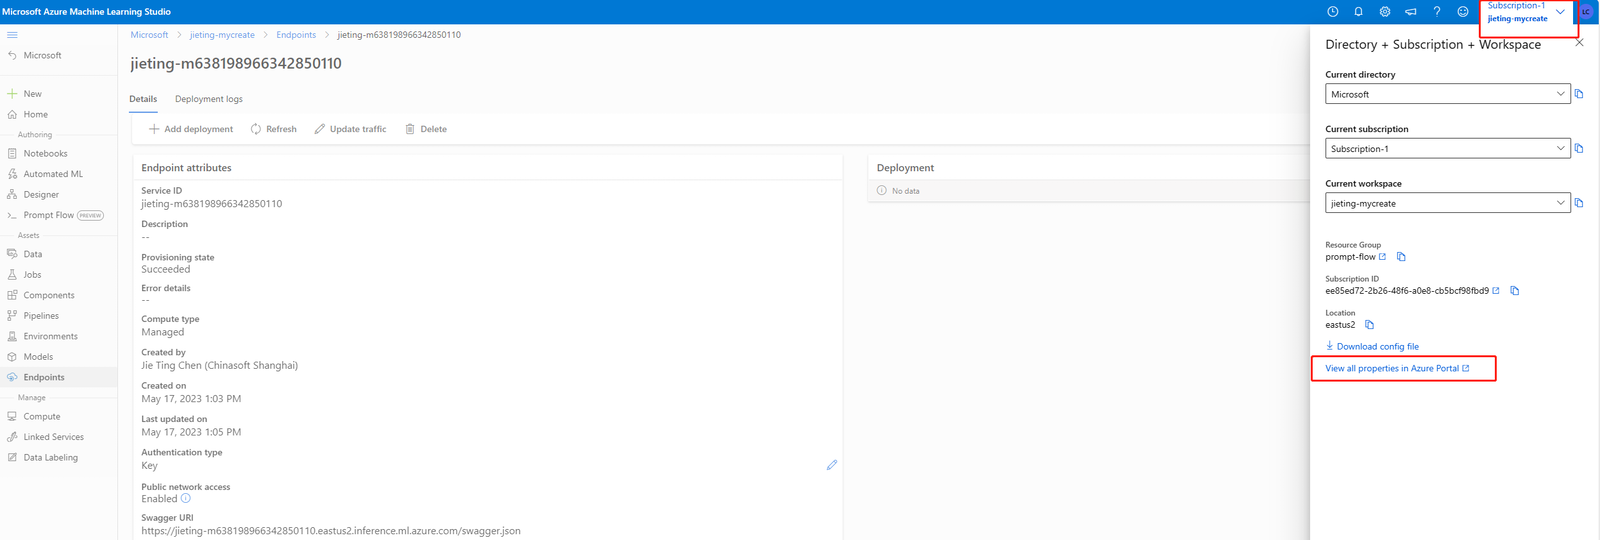 Microsoft Azure Machine Learning Studio
Subscription-1
jieting-mycreate
LC
Microsoft
New
Home
Authoring
Notebooks
Automated ML
Designer
Prompt Flow PREVIEW
Assets
Data
Jobs
Components
Pipelines
Environments
Models
Endpoints
Manage
Compute
Linked Services
Data Labeling
Microsoft > jieting-mycreate > Endpoints > jieting-m638198966342850110
jieting-m638198966342850110
Details Deployment logs
Add deployment Refresh Update traffic Delete
Endpoint attributes
Service ID
jieting-m638198966342850110
Description
--
Provisioning state
Succeeded
Error details
--
Compute type
Managed
Created by
Jie Ting Chen (Chinasoft Shanghai)
Created on
May 17, 2023 1:03 PM
Last updated on
May 17, 2023 1:05 PM
Authentication type
Key
Public network access
Enabled
Swagger URI
https://jieting-m638198966342850110.eastus2.inference.ml.azure.com/swagger.json
Deployment
No data
Directory + Subscription + Workspace
Current directory
Microsoft
Current subscription
Subscription-1
Current workspace
jieting-mycreate
Resource Group
prompt-flow
Subscription ID
ee85ed72-2b26-48f6-a0e8-cb5bcf98fbd9
Location
eastus2
Download config file
View all properties in Azure Portal